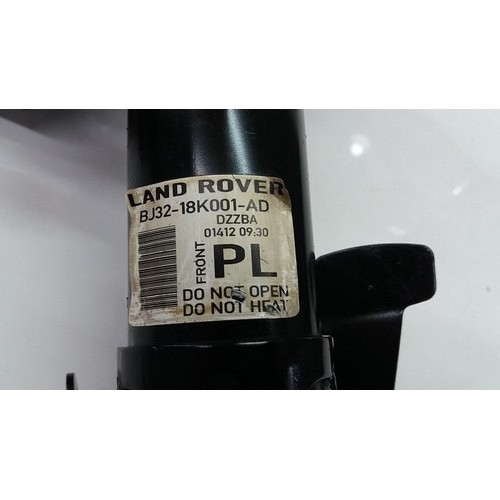 LAND ROVER
BJ32-18K001-AD
DZZBA
01412 09:30
FRONT
PL
DO NOT OPEN
DO NOT HEAT